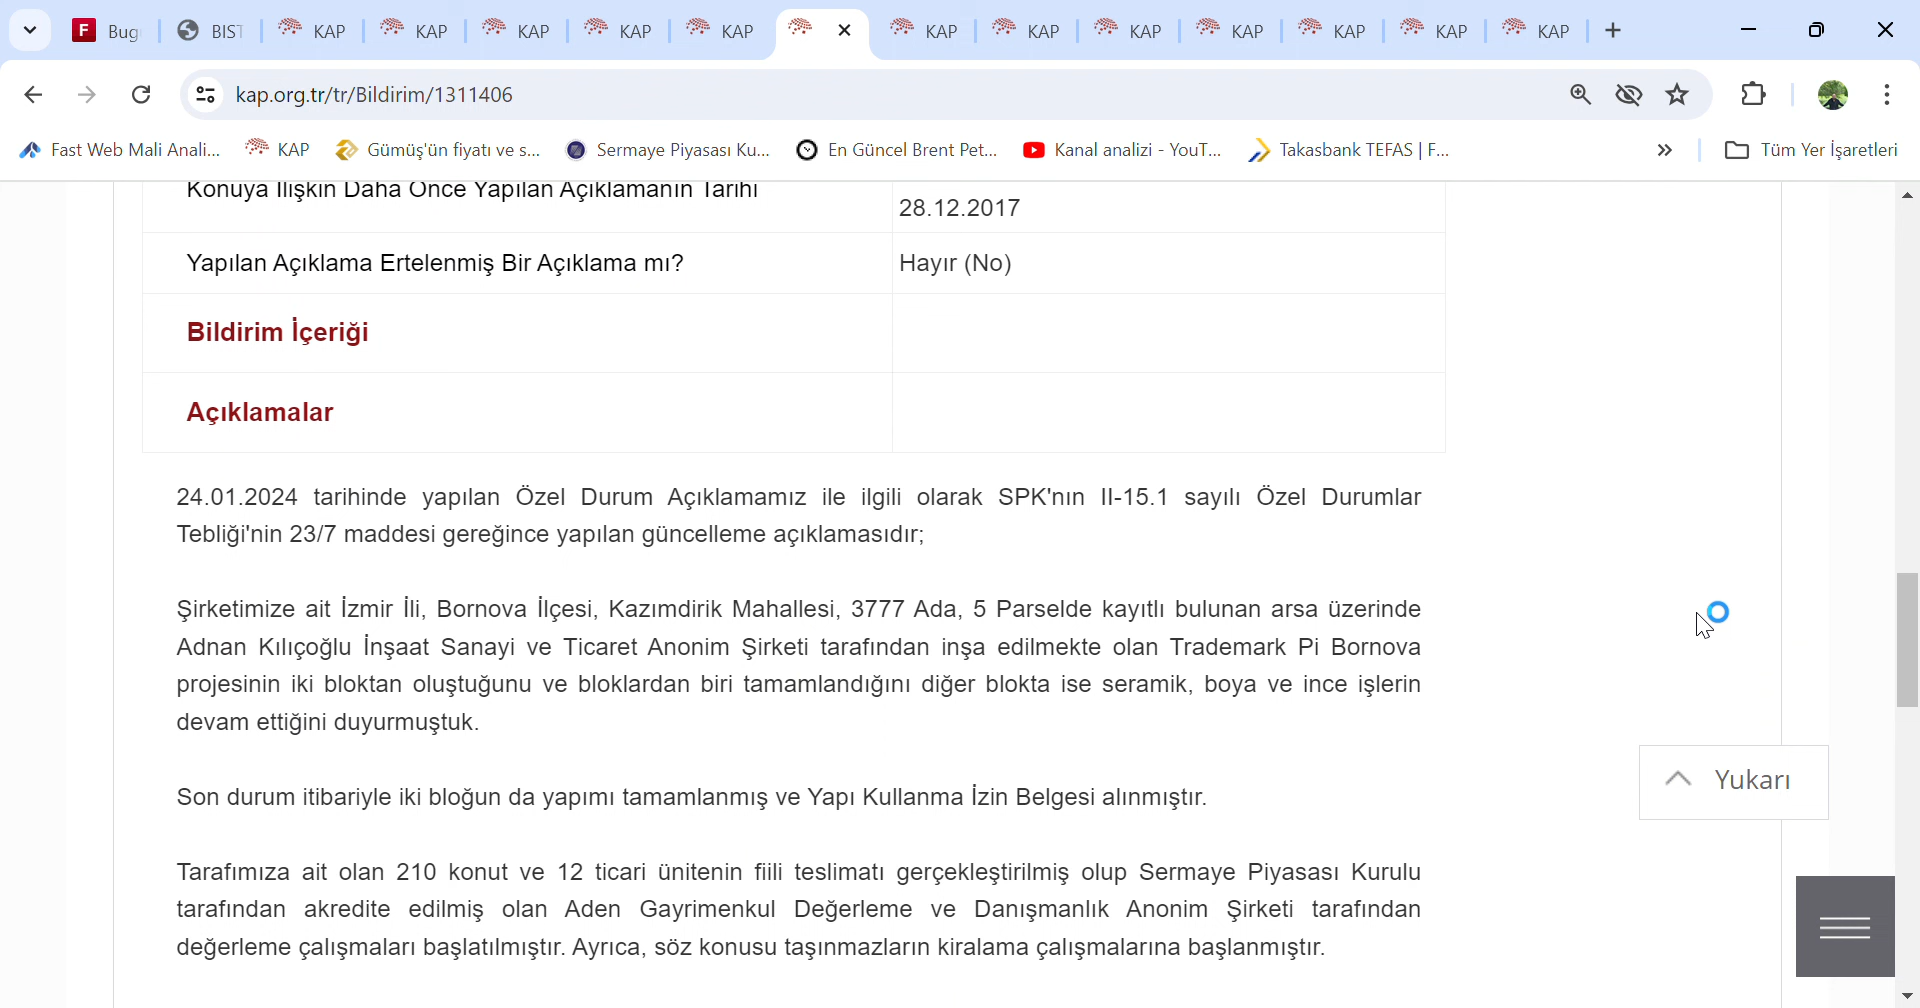 Bug
BIST
KAP
KAP
KAP
KAP
KAP
KAP
KAP
KAP
KAP
KAP
KAP
KAP
kap.org.tr/tr/Bildirim/1311406
Fast Web Mali Anali...
KAP
Gümüş'ün fiyatı ve s...
Sermaye Piyasası Ku...
En Güncel Brent Pet...
Kanal analizi - YouT...
Takasbank TEFAS | F...
»
Tüm Yer İşaretleri
Konuya İlişkin Daha Önce Yapılan Açıklamanın Tarihi
28.12.2017
Yapılan Açıklama Ertelenmiş Bir Açıklama mı?
Hayır (No)
Bildirim İçeriği
Açıklamalar
24.01.2024 tarihinde yapılan Özel Durum Açıklamamız ile ilgili olarak SPK'nın II-15.1 sayılı Özel Durumlar
Tebliği'nin 23/7 maddesi gereğince yapılan güncelleme açıklamasıdır;
Şirketimize ait İzmir İli, Bornova İlçesi, Kazımdirik Mahallesi, 3777 Ada, 5 Parselde kayıtlı bulunan arsa üzerinde
Adnan Kılıçoğlu İnşaat Sanayi ve Ticaret Anonim Şirketi tarafından inşa edilmekte olan Trademark Pi Bornova
projesinin iki bloktan oluştuğunu ve bloklardan biri tamamlandığını diğer blokta ise seramik, boya ve ince işlerin
devam ettiğini duyurmuştuk.
Son durum itibariyle iki bloğun da yapımı tamamlanmış ve Yapı Kullanma İzin Belgesi alınmıştır.
Yukarı
Tarafımıza ait olan 210 konut ve 12 ticari ünitenin fiili teslimatı gerçekleştirilmiş olup Sermaye Piyasası Kurulu
tarafından akredite edilmiş olan Aden Gayrimenkul Değerleme ve Danışmanlık Anonim Şirketi tarafından
değerleme çalışmaları başlatılmıştır. Ayrıca, söz konusu taşınmazların kiralama çalışmalarına başlanmıştır.